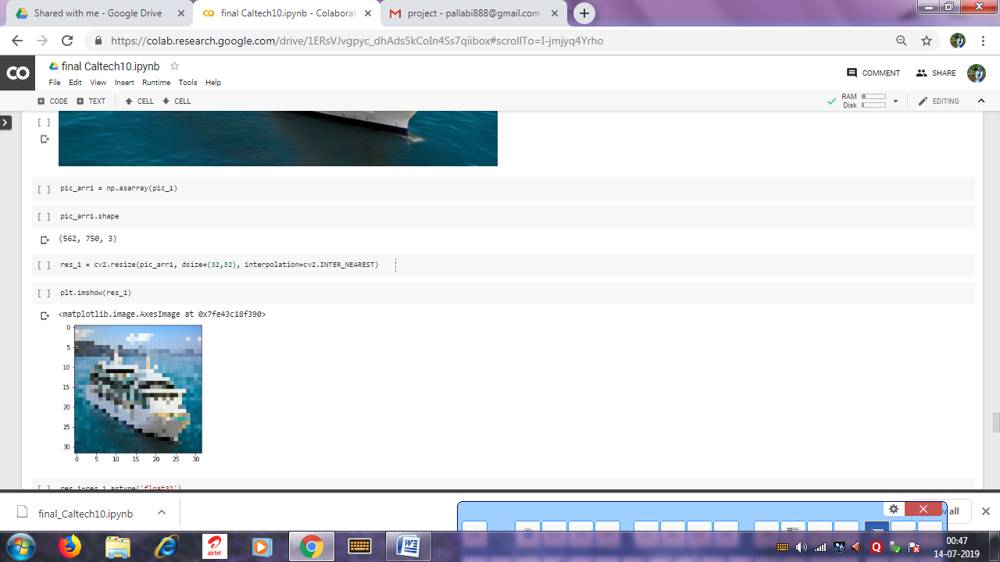 Shared with me - Google Drive
final Caltech10.ipynb - Colaborat
project - pallabi888@gmail.com
https://colab.research.google.com/drive/1ERsVJvgpyc_dhAds5kCoIn4Ss7qiibox#scrollTo=I-jmjyq4Yrho
CO
final Caltech10.ipynb
COMMENT
SHARE
File Edit View Insert Runtime Tools Help
CODE TEXT CELL CELL
RAM
Disk
EDITING
[ ]
[ ] pic_arr1 = np.asarray(pic_1)
[ ] pic_arr1.shape
(562, 750, 3)
[ ] res_1 = cv2.resize(pic_arr1, dsize=(32,32), interpolation=cv2.INTER_NEAREST)
[ ] plt.imshow(res_1)
<matplotlib.image.AxesImage at 0x7fe43c18f390>
0
5
10
15
20
25
30
0 5 10 15 20 25 30
[ ] res_1=res_1.astype('float32')
final_Caltech10.ipynb
all
airtel
W
Q
00:47
14-07-2019